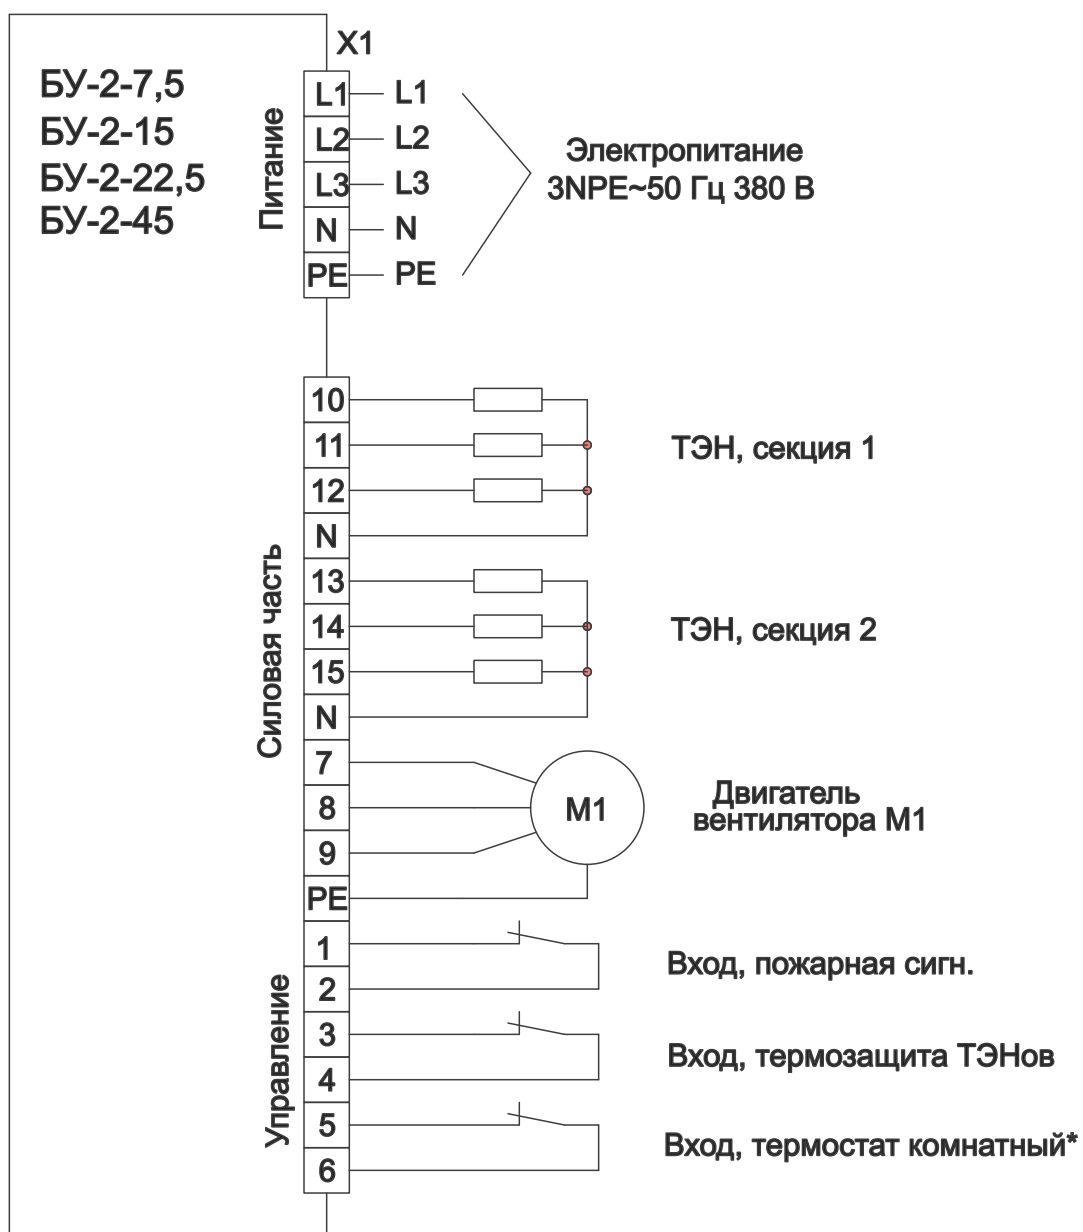 X1
БУ-2-7,5
БУ-2-15
БУ-2-22,5
БУ-2-45
Питание
L1 L1
L2 L2
L3 L3
N N
PE PE
Электропитание
3NPE~50 Гц 380 В
Силовая часть
10
11
12
N
ТЭН, секция 1
13
14
15
N
ТЭН, секция 2
7
8
9
PE
M1
Двигатель
вентилятора М1
Управление
1
2
Вход, пожарная сигн.
3
4
Вход, термозащита ТЭНов
5
6
Вход, термостат комнатный*